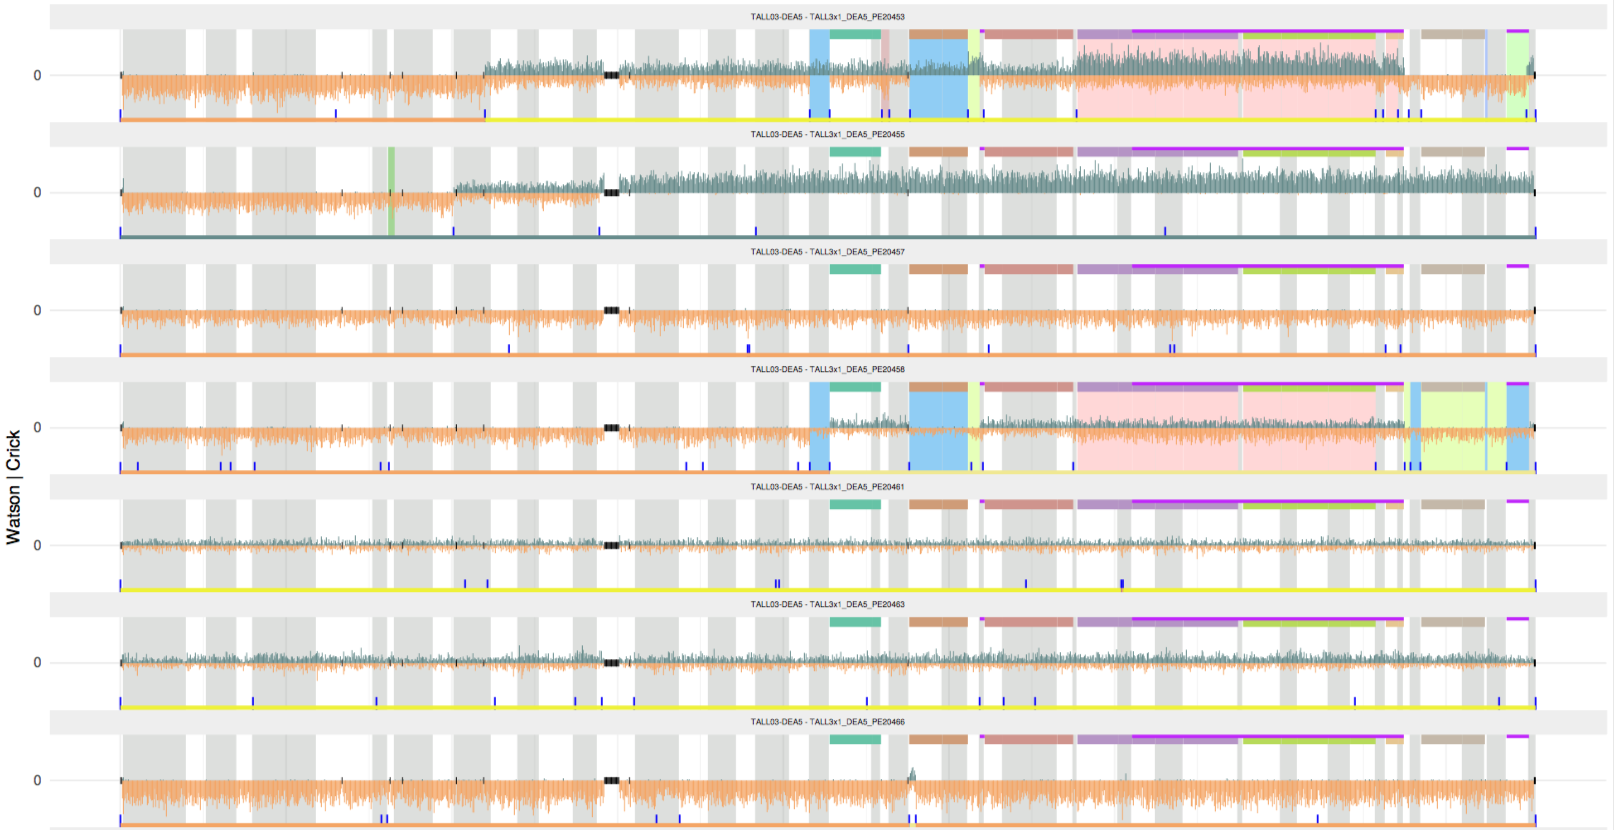 TALL03-DEA5 - TALL3x1_DEA5_PE20453
0
TALL03-DEA5 - TALL3x1_DEA5_PE20455
0
TALL03-DEA5 - TALL3x1_DEA5_PE20457
0
TALL03-DEA5 - TALL3x1_DEA5_PE20458
0
Watson | Crick
TALL03-DEA5 - TALL3x1_DEA5_PE20461
0
TALL03-DEA5 - TALL3x1_DEA5_PE20463
0
TALL03-DEA5 - TALL3x1_DEA5_PE20466
0